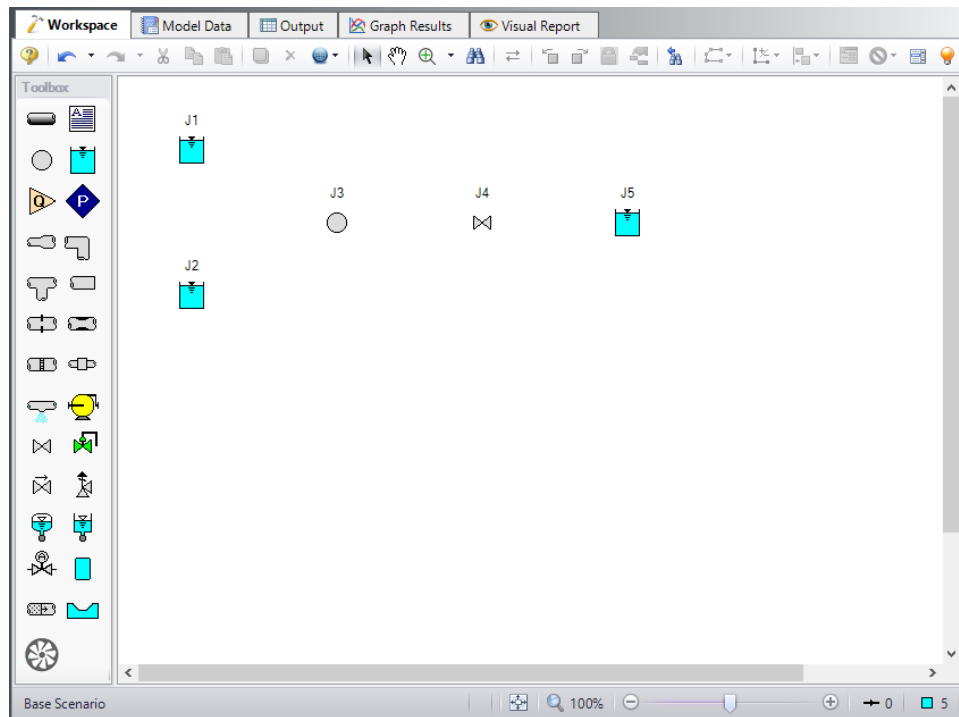 Workspace Model Data Output Graph Results Visual Report
Toolbox
A
J1
Q P
J3 J4 J5
J2
A
Base Scenario 100% 0 5